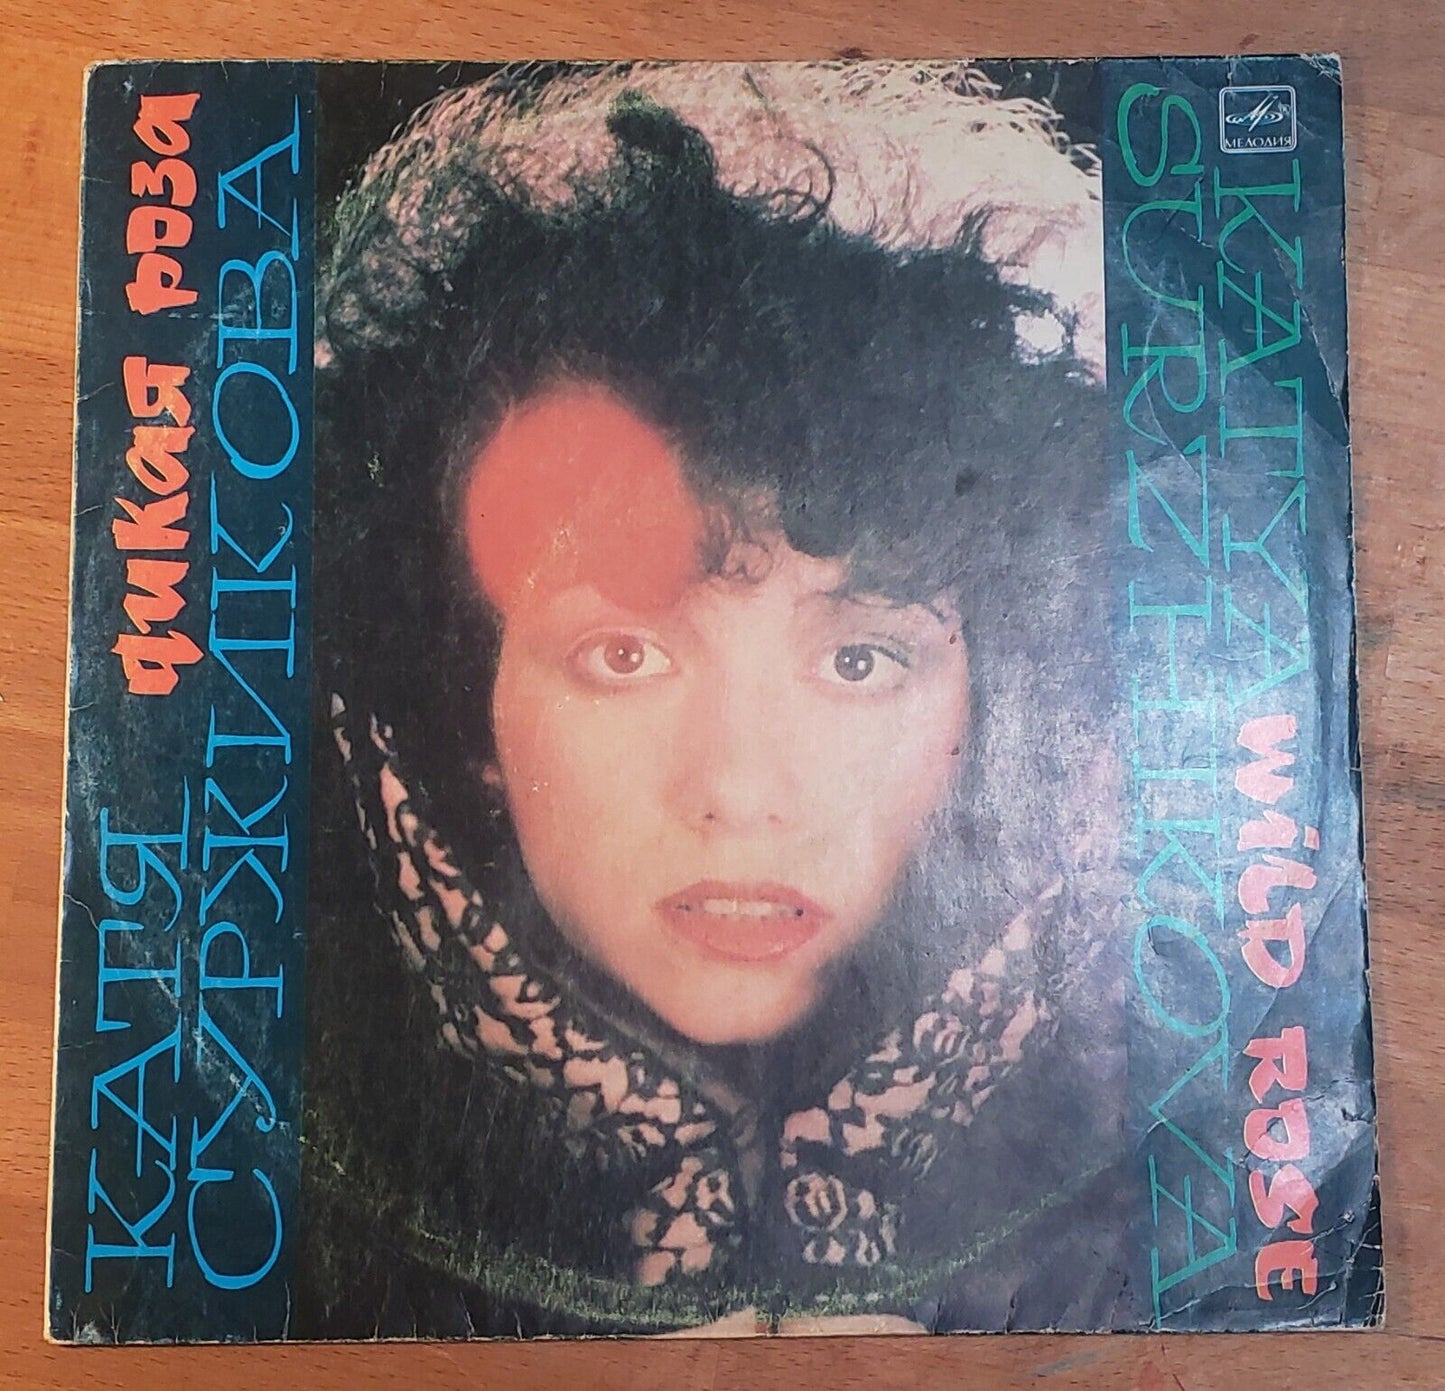 КАТЯ
СУРЖИКОВА
дикая роза
МЕЛОДИЯ
KATYA
SURZHIKOVA
WiLD ROSE